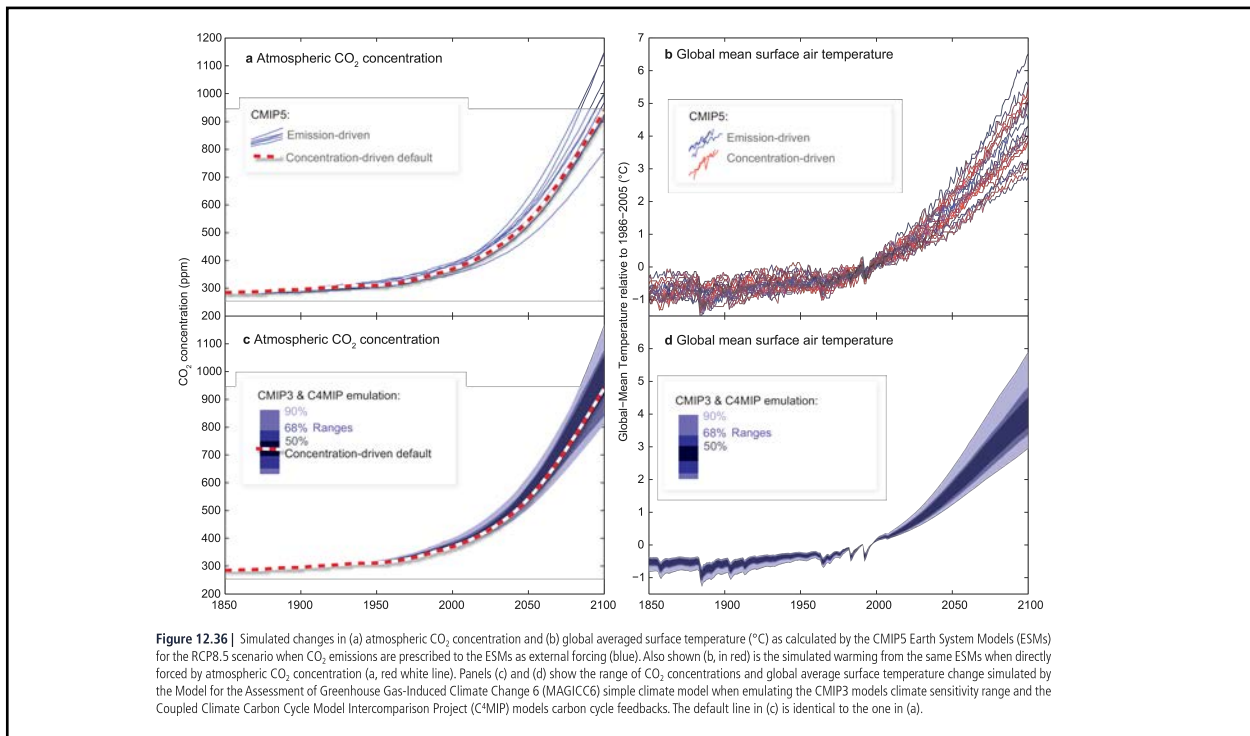 1200
1100
1000
900
800
700
600
500
400
300
200
a Atmospheric CO2 concentration
CMIP5:
Emission-driven
Concentration-driven default
7
6
5
4
3
2
1
0
−1
b Global mean surface air temperature
CMIP5:
Emission-driven
Concentration-driven
CO2 concentration (ppm)
Global−Mean Temperature relative to 1986−2005 (°C)
1100
1000
900
800
700
600
500
400
300
200
c Atmospheric CO2 concentration
CMIP3 & C4MIP emulation:
90%
68% Ranges
50%
Concentration-driven default
1850 1900 1950 2000 2050 2100
6
5
4
3
2
1
0
−1
d Global mean surface air temperature
CMIP3 & C4MIP emulation:
90%
68% Ranges
50%
1850 1900 1950 2000 2050 2100
Figure 12.36 | Simulated changes in (a) atmospheric CO2 concentration and (b) global averaged surface temperature (°C) as calculated by the CMIP5 Earth System Models (ESMs)
for the RCP8.5 scenario when CO2 emissions are prescribed to the ESMs as external forcing (blue). Also shown (b, in red) is the simulated warming from the same ESMs when directly
forced by atmospheric CO2 concentration (a, red white line). Panels (c) and (d) show the range of CO2 concentrations and global average surface temperature change simulated by
the Model for the Assessment of Greenhouse Gas-Induced Climate Change 6 (MAGICC6) simple climate model when emulating the CMIP3 models climate sensitivity range and the
Coupled Climate Carbon Cycle Model Intercomparison Project (C⁴MIP) models carbon cycle feedbacks. The default line in (c) is identical to the one in (a).